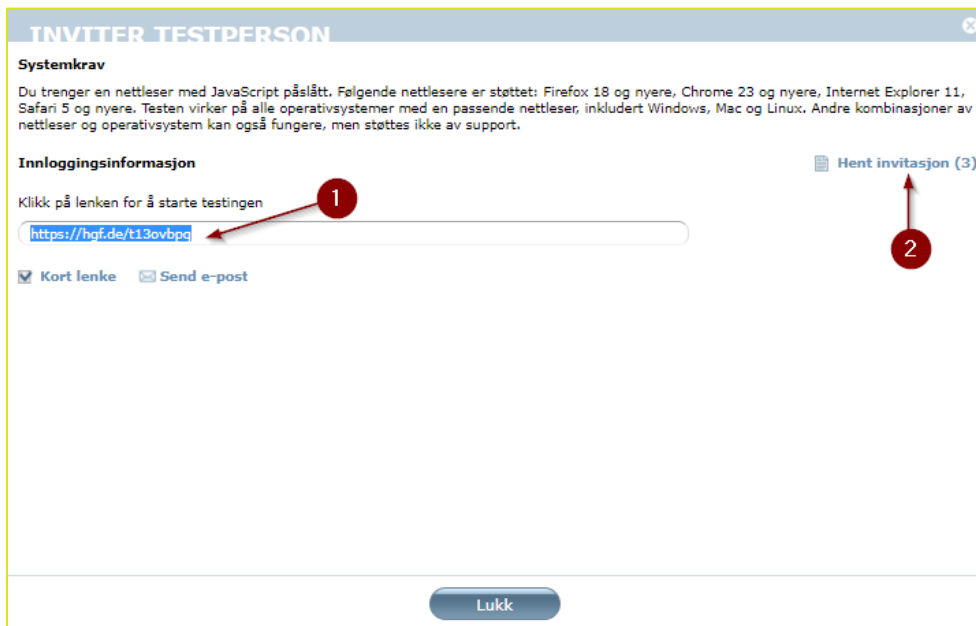 INVITER TESTPERSON
Systemkrav
Du trenger en nettleser med JavaScript påslått. Følgende nettlesere er støttet: Firefox 18 og nyere, Chrome 23 og nyere, Internet Explorer 11,
Safari 5 og nyere. Testen virker på alle operativsystemer med en passende nettleser, inkludert Windows, Mac og Linux. Andre kombinasjoner av
nettleser og operativsystem kan også fungere, men støttes ikke av support.
Innloggingsinformasjon
Hent invitasjon (3)
Klikk på lenken for å starte testingen
1
https://hgf.de/t13ovbpq
2
Kort lenke
Send e-post
Lukk